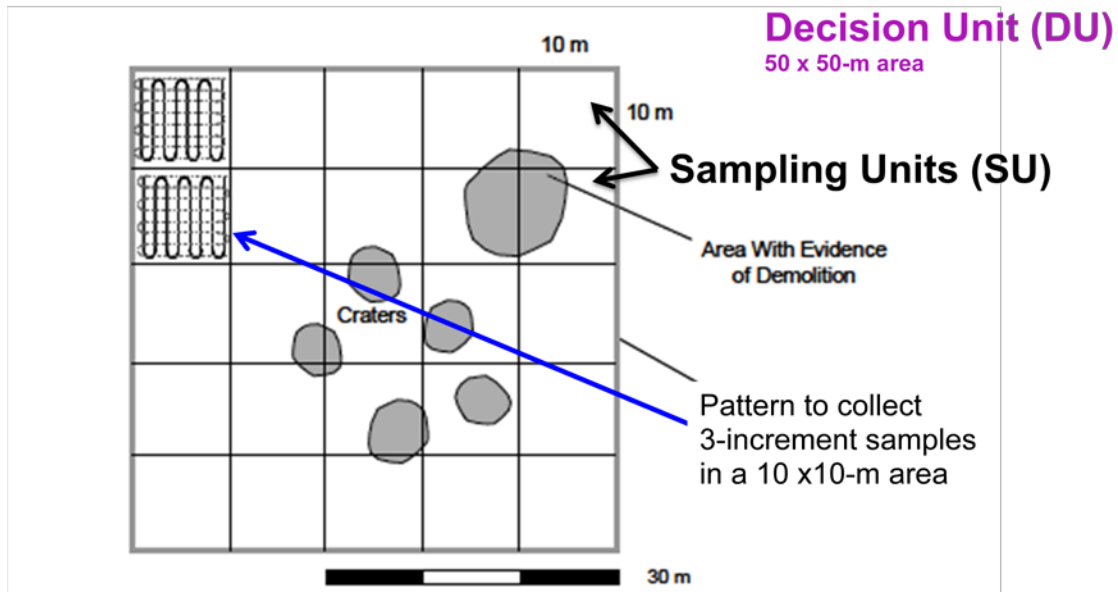 Decision Unit (DU)
50 x 50-m area
10 m
10 m
Sampling Units (SU)
Area With Evidence
of Demolition
Craters
Pattern to collect
3-increment samples
in a 10 x10-m area
30 m